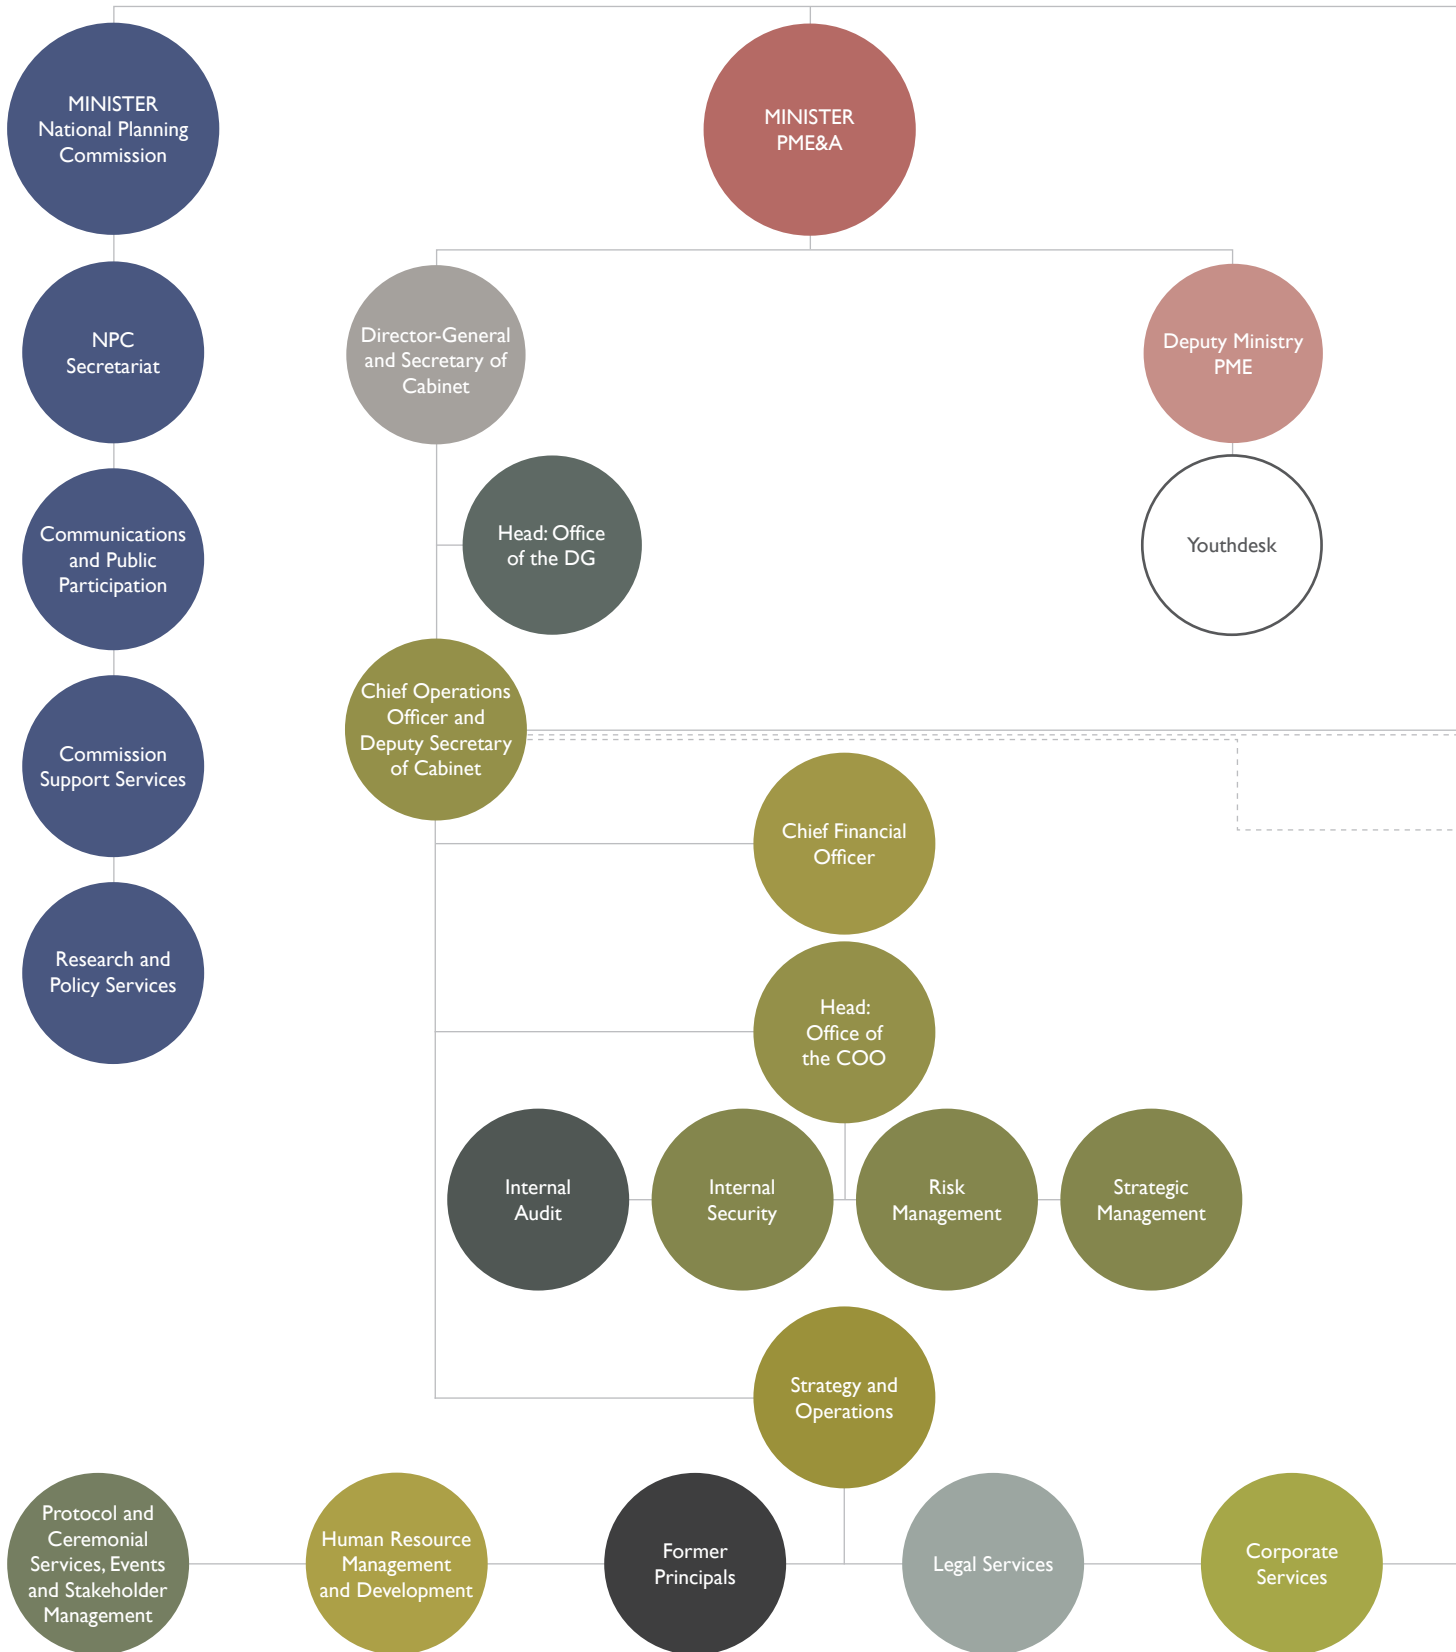 MINISTER
National Planning
Commission
MINISTER
PME&A
NPC
Secretariat
Director-General
and Secretary of
Cabinet
Deputy Ministry
PME
Communications
and Public
Participation
Head: Office
of the DG
Youthdesk
Commission
Support Services
Chief Operations
Officer and
Deputy Secretary
of Cabinet
Chief Financial
Officer
Research and
Policy Services
Head:
Office of
the COO
Internal
Audit
Internal
Security
Risk
Management
Strategic
Management
Strategy and
Operations
Protocol and
Ceremonial
Services, Events
and Stakeholder
Management
Human Resource
Management
and Development
Former
Principals
Legal Services
Corporate
Services